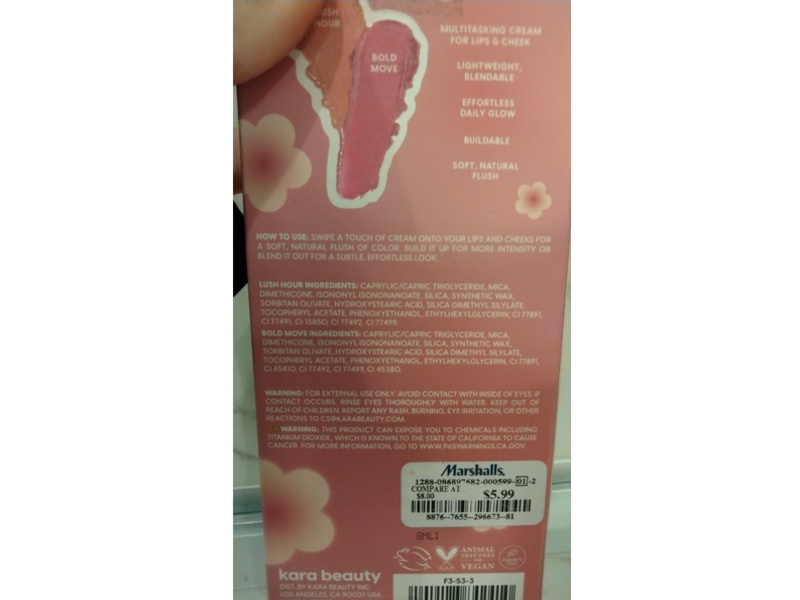 USH
HOUR
BOLD
MOVE
MULTITASKING CREAM
FOR LIPS & CHEEK
LIGHTWEIGHT,
BLENDABLE
EFFORTLESS
DAILY GLOW
BUILDABLE
SOFT, NATURAL
FLUSH
HOW TO USE: SWIPE A TOUCH OF CREAM ONTO YOUR LIPS AND CHEEKS FOR
A SOFT, NATURAL FLUSH OF COLOR. BUILD IT UP FOR MORE INTENSITY OR
BLEND IT OUT FOR A SUBTLE, EFFORTLESS LOOK.
LUSH HOUR INGREDIENTS: CAPRYLIC/CAPRIC TRIGLYCERIDE, MICA,
DIMETHICONE, ISONONYL ISONONANOATE, SILICA, SYNTHETIC WAX,
SORBITAN OLIVATE, HYDROXYSTEARIC ACID, SILICA DIMETHYL SILYLATE,
TOCOPHERYL ACETATE, PHENOXYETHANOL, ETHYLHEXYLGLYCERIN, CI 77891,
CI 77491, CI 15850, CI 77492, CI 77499.
BOLD MOVE INGREDIENTS: CAPRYLIC/CAPRIC TRIGLYCERIDE, MICA,
DIMETHICONE, ISONONYL ISONONANOATE, SILICA, SYNTHETIC WAX,
SORBITAN OLIVATE, HYDROXYSTEARIC ACID, SILICA DIMETHYL SILYLATE,
TOCOPHERYL ACETATE, PHENOXYETHANOL, ETHYLHEXYLGLYCERIN, CI 77891,
CI 45410, CI 77492, CI 77499, CI 45380.
WARNING: FOR EXTERNAL USE ONLY. AVOID CONTACT WITH INSIDE OF EYES. IF
CONTACT OCCURS, RINSE EYES THOROUGHLY WITH WATER. KEEP OUT OF
REACH OF CHILDREN. REPORT ANY RASH, BURNING, EYE IRRITATION, OR OTHER
REACTIONS TO CS@KARABEAUTY.COM
WARNING: THIS PRODUCT CAN EXPOSE YOU TO CHEMICALS INCLUDING
TITANIUM DIOXIDE, WHICH IS KNOWN TO THE STATE OF CALIFORNIA TO CAUSE
CANCER. FOR MORE INFORMATION, GO TO WWW.P65WARNINGS.CA.GOV.
Marshalls.
1288-086897682-000599-01-2
COMPARE AT
$8.00 $5.99
8876-7655-296673-81
8ML1
ANIMAL
TEST-FREE
VEGAN
kara beauty
DIST. BY KARA BEAUTY INC.
LOS ANGELES, CA 90037 USA
F3-53-3